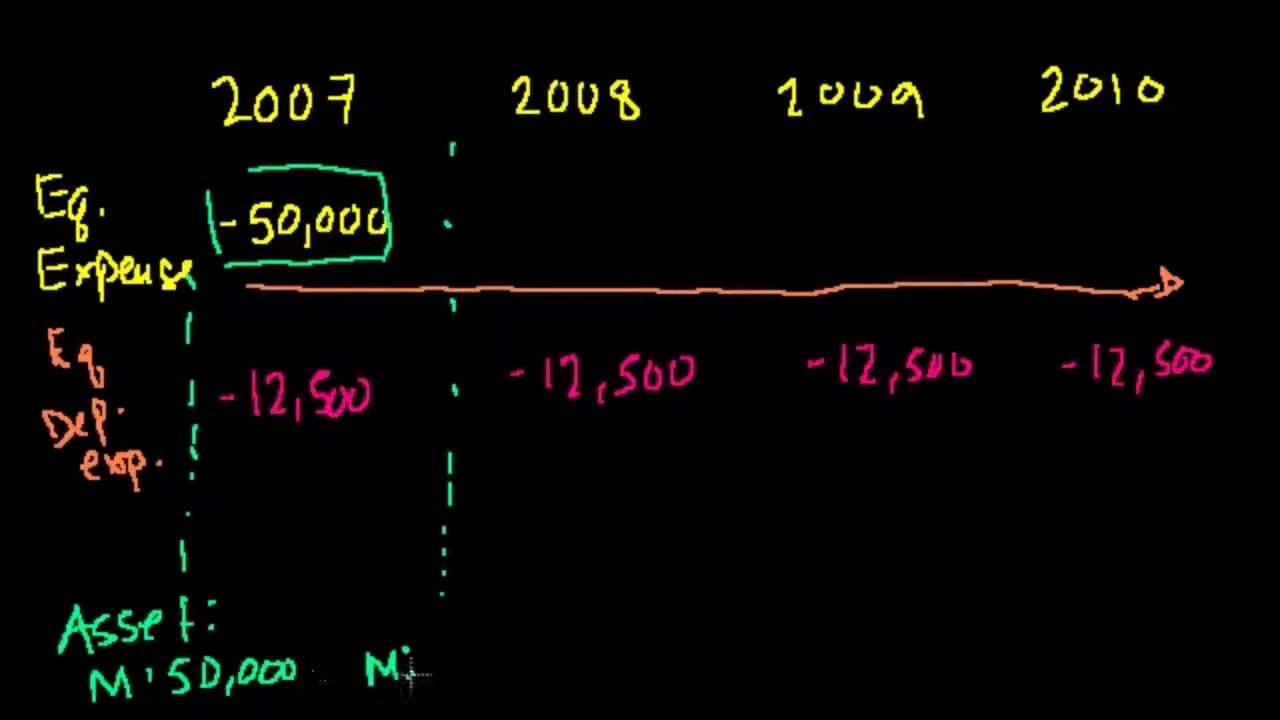 2007 2008 2009 2010
Eq. -50,000
Expense
Eq -12,500 -12,500 -12,500 -12,500
Dep.
exp.
Asset:
M: 50,000 M: